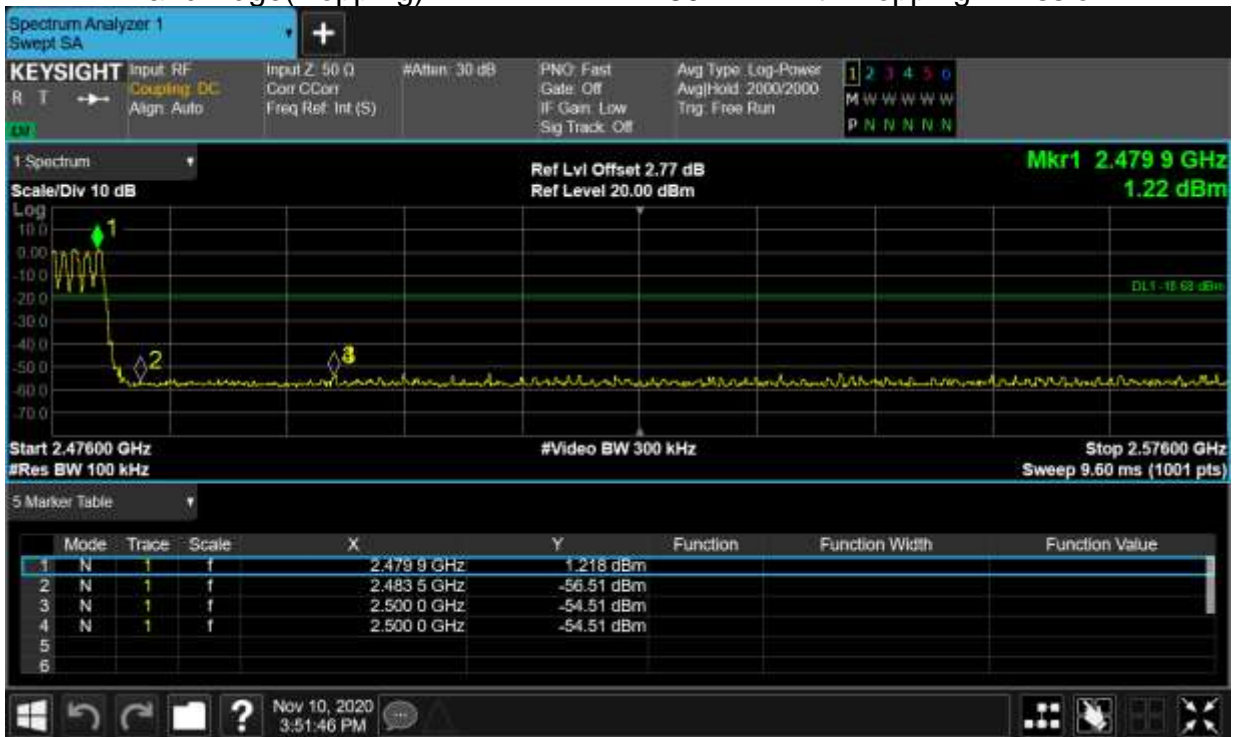 Spectrum Analyzer 1
Swept SA
KEYSIGHT Input: RF Input Z: 50 Ω #Atten: 30 dB PNO: Fast Avg Type: Log-Power 1 2 3 4 5 6
R T Coupling: DC Corr CCorr Gate: Off Avg|Hold: 2000/2000 M W W W W W
Align: Auto Freq Ref: Int (S) IF Gain: Low Trig: Free Run
Sig Track: Off P N N N N N
1 Spectrum Ref Lvl Offset 2.77 dB Mkr1 2.479 9 GHz
Scale/Div 10 dB Ref Level 20.00 dBm 1.22 dBm
Log
10.0 1
0.00
-10.0
-20.0 DL1 -18.68 dBm
-30.0
-40.0
-50.0 2
-60.0
-70.0
Start 2.47600 GHz #Video BW 300 kHz Stop 2.57600 GHz
#Res BW 100 kHz Sweep 9.60 ms (1001 pts)
5 Marker Table
Mode Trace Scale X Y Function Function Width Function Value
1 N 1 f 2.479 9 GHz 1.218 dBm
2 N 1 f 2.483 5 GHz -56.51 dBm
3 N 1 f 2.500 0 GHz -54.51 dBm
4 N 1 f 2.500 0 GHz -54.51 dBm
5
6
? Nov 10, 2020
3:51:46 PM